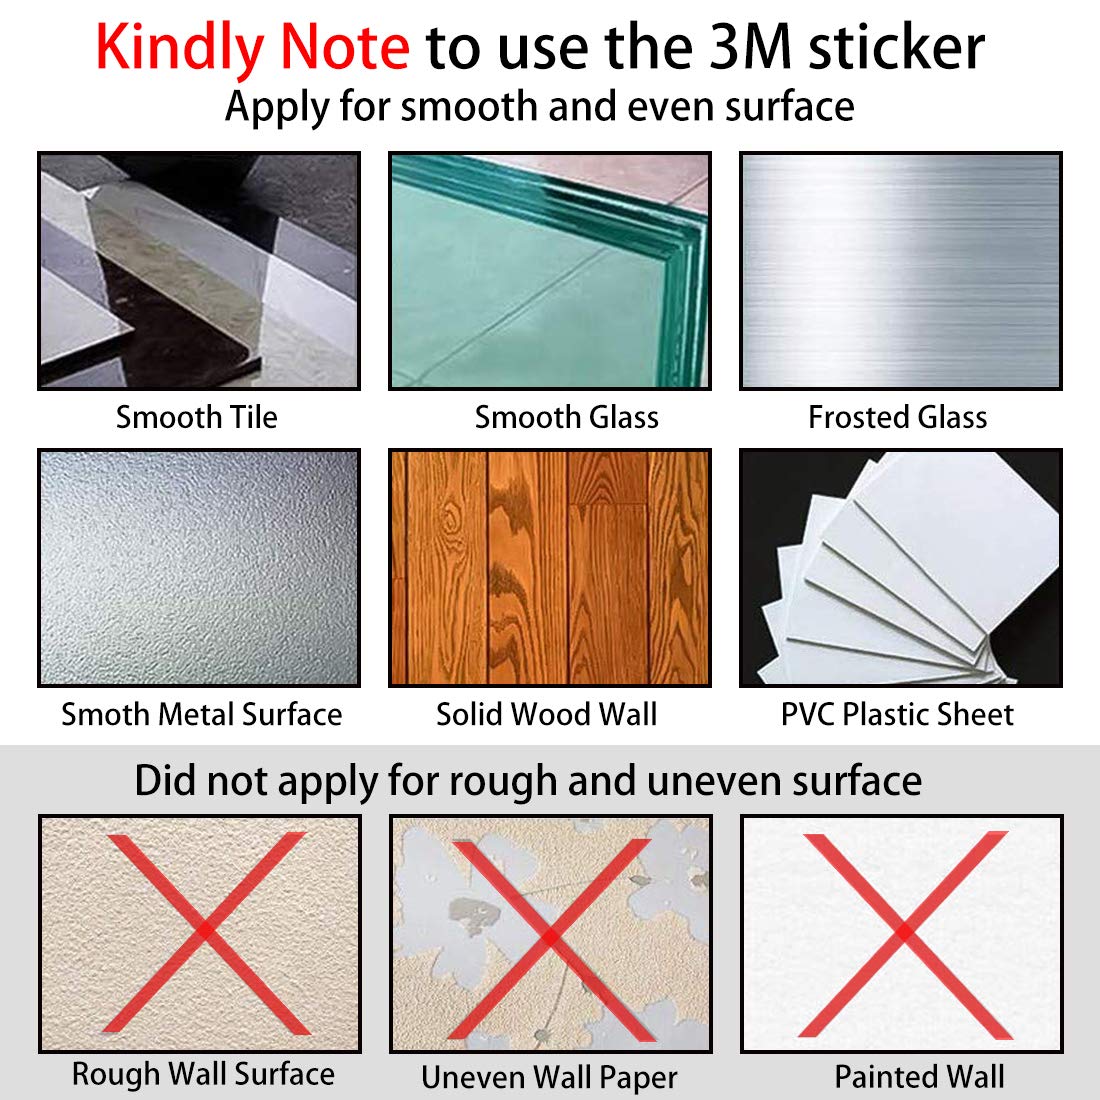 Kindly Note to use the 3M sticker
Apply for smooth and even surface
Smooth Tile
Smooth Glass
Frosted Glass
Smoth Metal Surface
Solid Wood Wall
PVC Plastic Sheet
Did not apply for rough and uneven surface
Rough Wall Surface
Uneven Wall Paper
Painted Wall